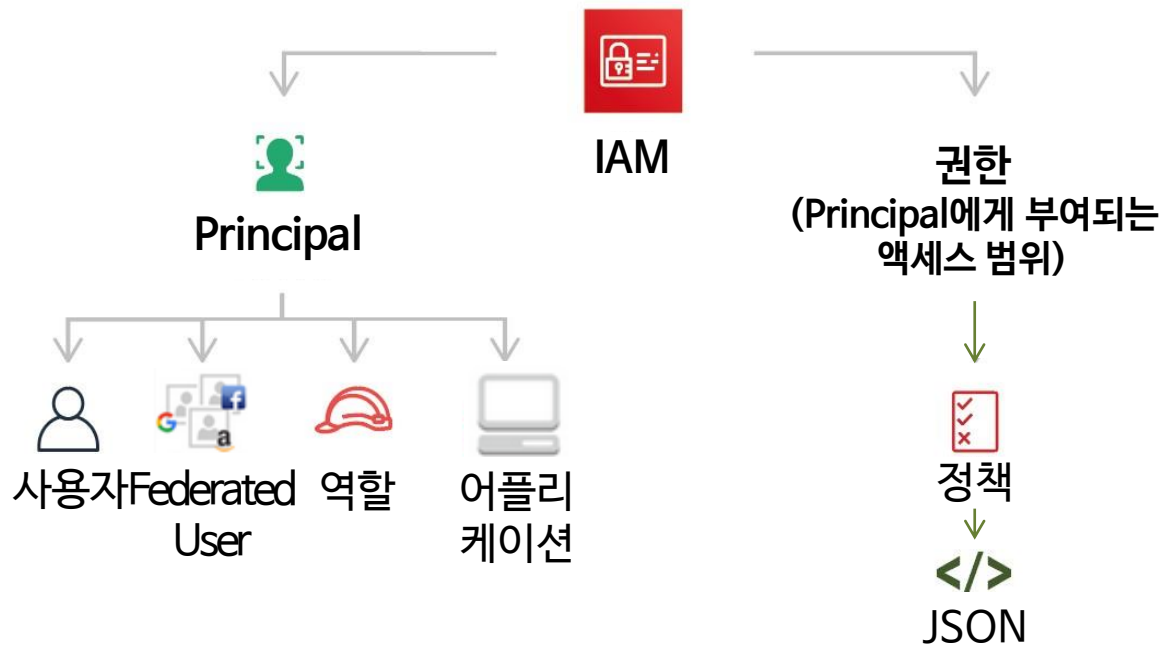 IAM
Principal
권한
(Principal에게 부여되는
액세스 범위)
사용자
Federated
User
역할
어플리
케이션
정책
</>
JSON